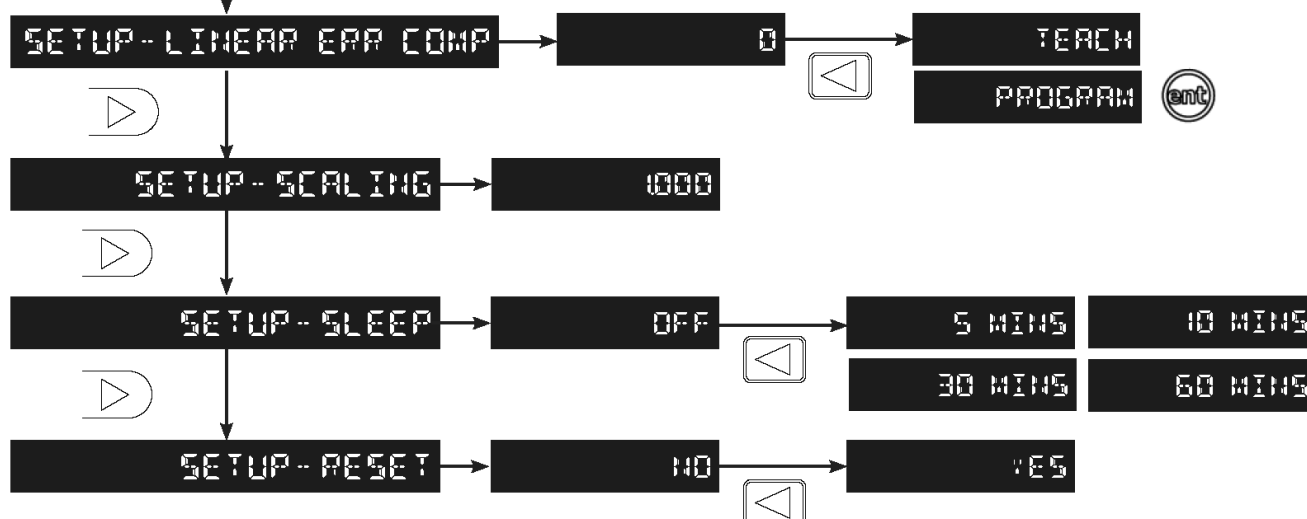 SETUP-LINEAR ERR COMP 0 TEACH
PROGRAM ent
SETUP-SCALING 1.000
SETUP-SLEEP OFF 5 MINS 10 MINS
30 MINS 60 MINS
SETUP-RESET NO YES